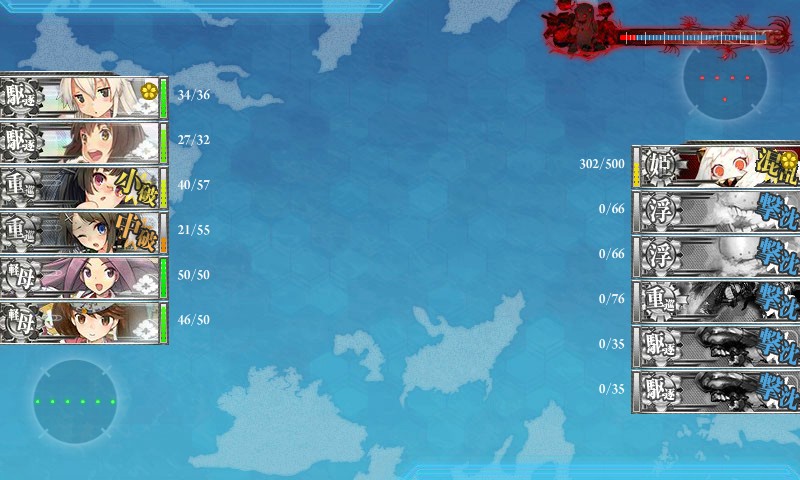 駆逐
34/36
駆逐
27/32
重巡
小破
40/57
重巡
中破
21/55
軽母
50/50
軽母
46/50
302/500
姫
混乱
0/66
浮
撃沈
0/66
浮
撃沈
0/76
重巡
撃沈
0/35
駆逐
撃沈
0/35
駆逐
撃沈